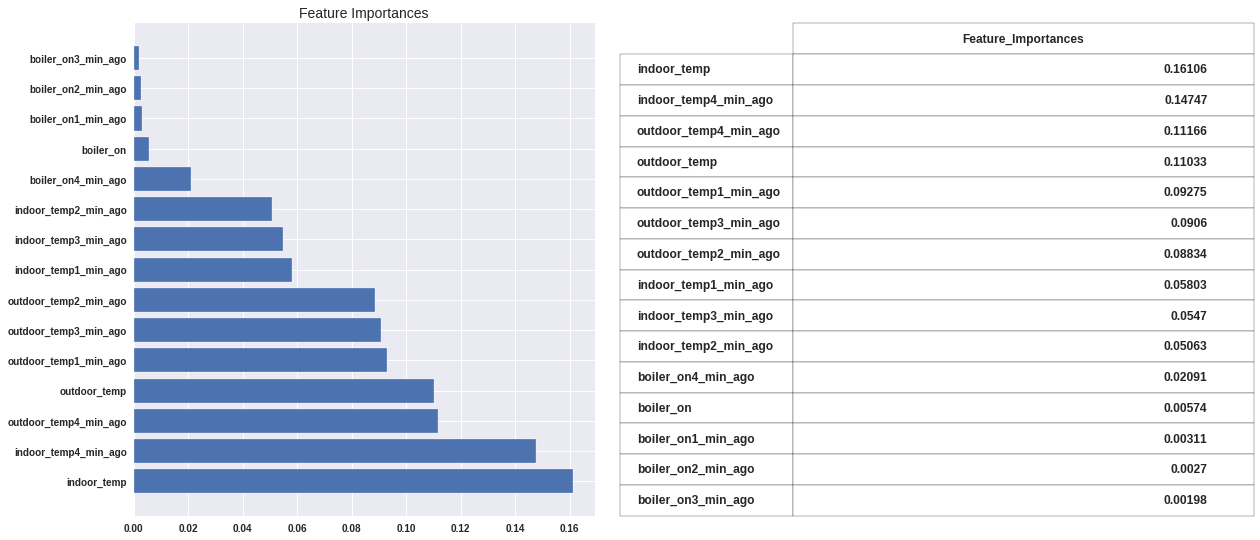 Feature Importances
boiler_on3_min_ago
boiler_on2_min_ago
boiler_on1_min_ago
boiler_on
boiler_on4_min_ago
indoor_temp2_min_ago
indoor_temp3_min_ago
indoor_temp1_min_ago
outdoor_temp2_min_ago
outdoor_temp3_min_ago
outdoor_temp1_min_ago
outdoor_temp
outdoor_temp4_min_ago
indoor_temp4_min_ago
indoor_temp
0.00 0.02 0.04 0.06 0.08 0.10 0.12 0.14 0.16
Feature_Importances
indoor_temp 0.16106
indoor_temp4_min_ago 0.14747
outdoor_temp4_min_ago 0.11166
outdoor_temp 0.11033
outdoor_temp1_min_ago 0.09275
outdoor_temp3_min_ago 0.0906
outdoor_temp2_min_ago 0.08834
indoor_temp1_min_ago 0.05803
indoor_temp3_min_ago 0.0547
indoor_temp2_min_ago 0.05063
boiler_on4_min_ago 0.02091
boiler_on 0.00574
boiler_on1_min_ago 0.00311
boiler_on2_min_ago 0.0027
boiler_on3_min_ago 0.00198